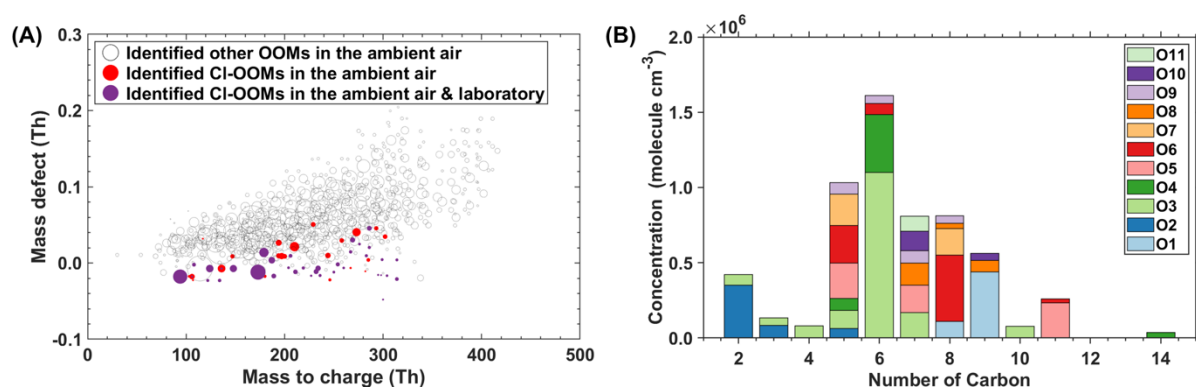 (A)
Mass defect (Th)
0.3
0.2
0.1
0.0
-0.1
Identified other OOMs in the ambient air
Identified Cl-OOMs in the ambient air
Identified Cl-OOMs in the ambient air & laboratory
0 100 200 300 400 500
Mass to charge (Th)
(B)
×10⁶
Concentration (molecule cm⁻³)
2.0
1.5
1.0
0.5
0.0
O11
O10
O9
O8
O7
O6
O5
O4
O3
O2
O1
2 4 6 8 10 12 14
Number of Carbon